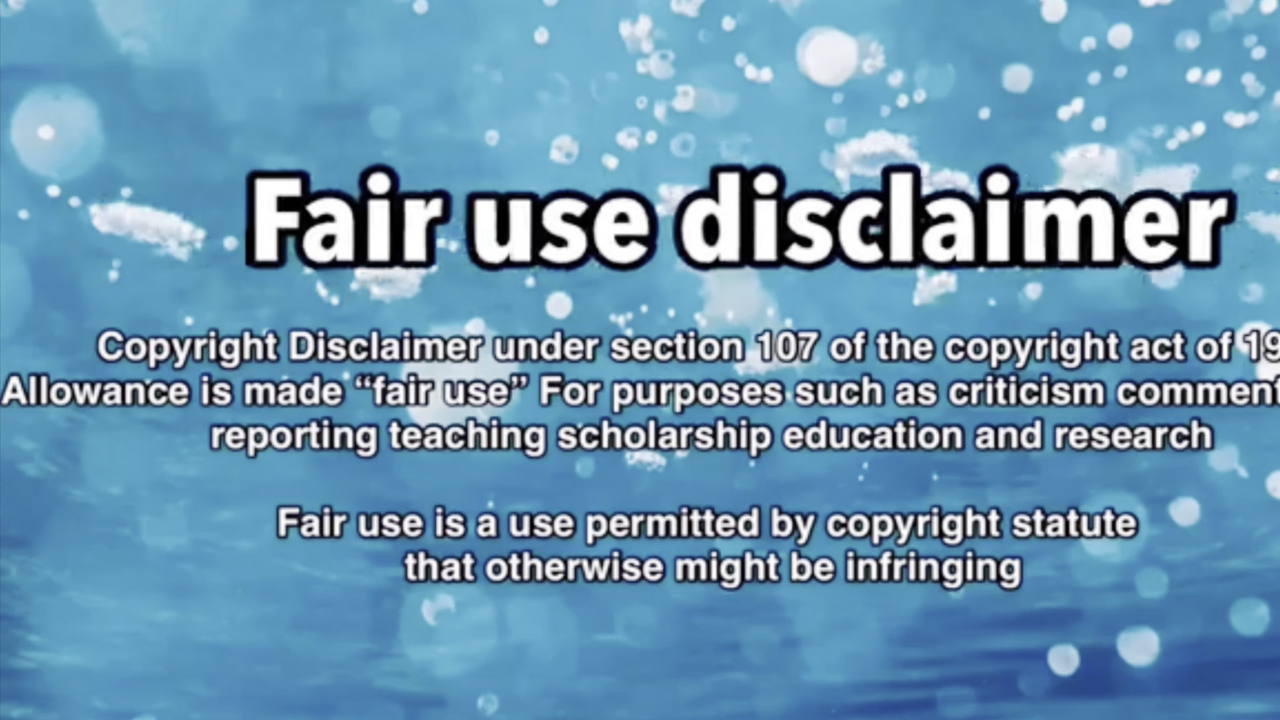 Fair use disclaimer
Copyright Disclaimer under section 107 of the copyright act of 19
Allowance is made “fair use” For purposes such as criticism comment
reporting teaching scholarship education and research
Fair use is a use permitted by copyright statute
that otherwise might be infringing